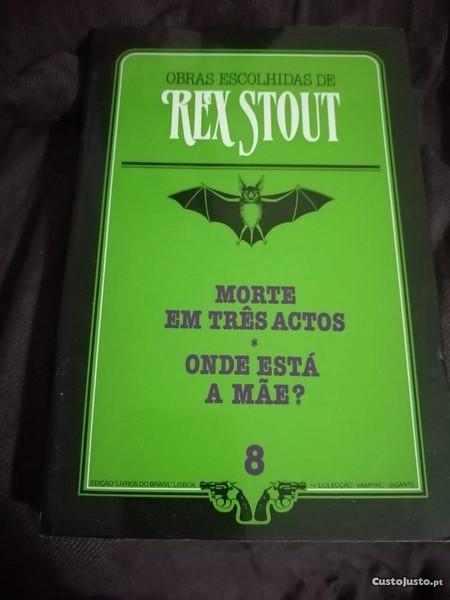 OBRAS ESCOLHIDAS DE
REX STOUT
MORTE
EM TRÊS ACTOS
*
ONDE ESTÁ
A MÃE?
8
EDIÇÃO "LIVROS DO BRASIL" LISBOA
** COLECÇÃO VAMPIRO GIGANTE
CustoJusto.pt